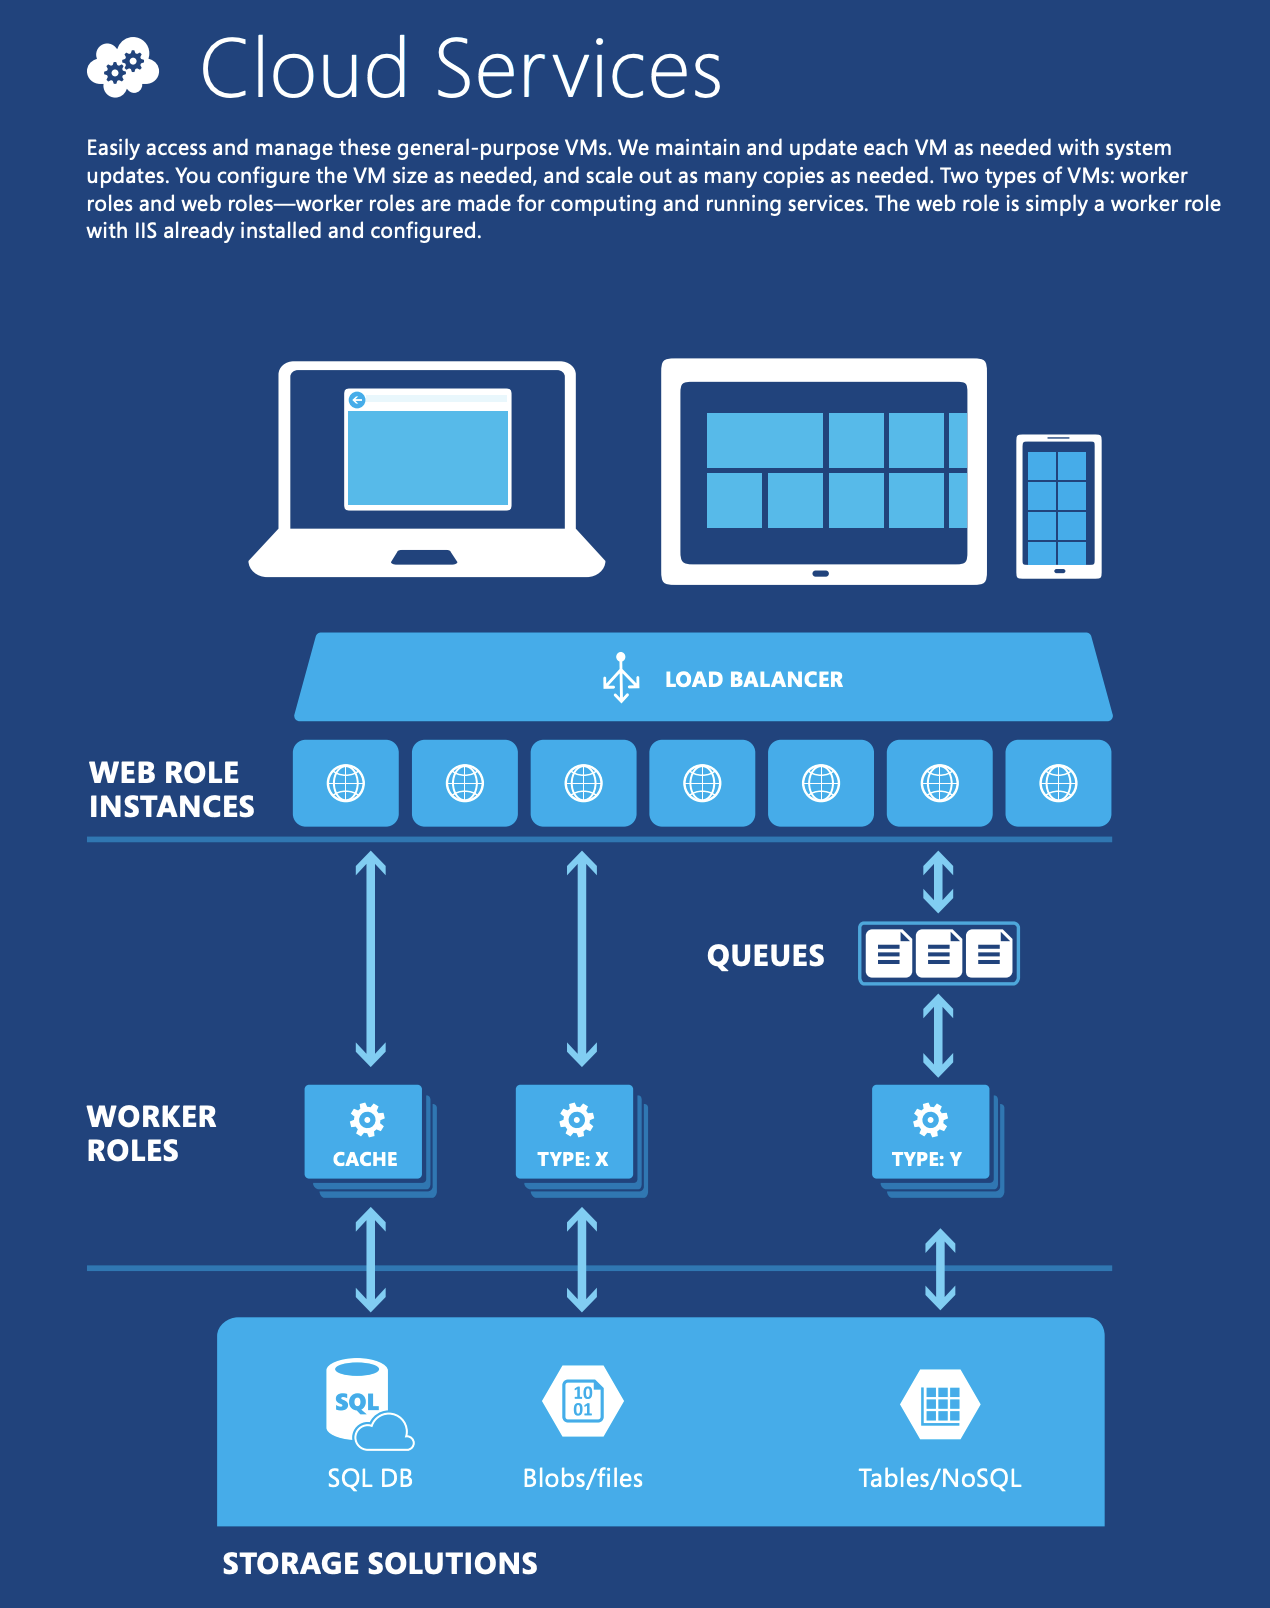 Cloud Services
Easily access and manage these general-purpose VMs. We maintain and update each VM as needed with system
updates. You configure the VM size as needed, and scale out as many copies as needed. Two types of VMs: worker
roles and web roles—worker roles are made for computing and running services. The web role is simply a worker role
with IIS already installed and configured.
LOAD BALANCER
WEB ROLE
INSTANCES
QUEUES
WORKER
ROLES
CACHE
TYPE: X
TYPE: Y
SQL
10
01
SQL DB
Blobs/files
Tables/NoSQL
STORAGE SOLUTIONS